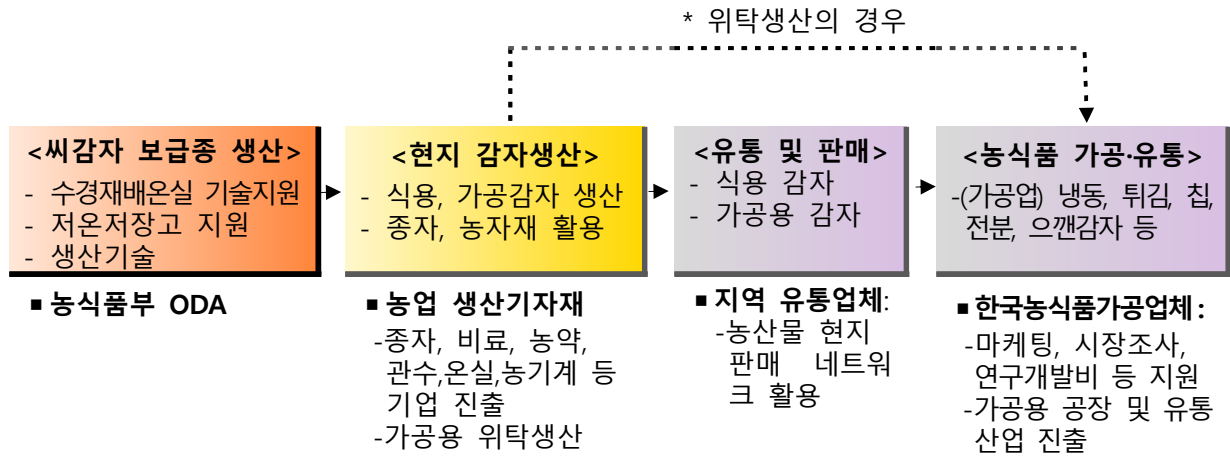 * 위탁생산의 경우
<씨감자 보급종 생산>
- 수경재배온실 기술지원
- 저온저장고 지원
- 생산기술
<현지 감자생산>
- 식용, 가공감자 생산
- 종자, 농자재 활용
<유통 및 판매>
- 식용 감자
- 가공용 감자
<농식품 가공·유통>
-(가공업) 냉동, 튀김, 칩,
전분, 으깬감자 등
▪농식품부 ODA
▪농업 생산기자재
-종자, 비료, 농약,
관수,온실,농기계 등
기업 진출
-가공용 위탁생산
▪지역 유통업체:
-농산물 현지
판매 네트워
크 활용
▪한국농식품가공업체:
-마케팅, 시장조사,
연구개발비 등 지원
-가공용 공장 및 유통
산업 진출